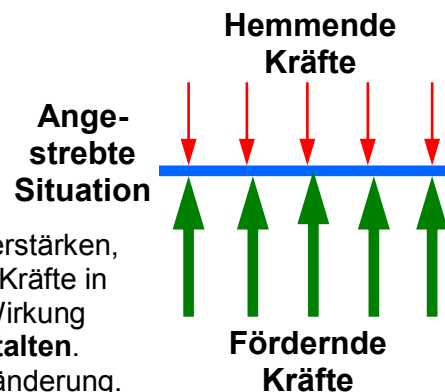 Hemmende
Kräfte
Ange-
strebte
Situation
erstärken,
Kräfte in
Wirkung
talten.
änderung.
Fördernde
Kräfte